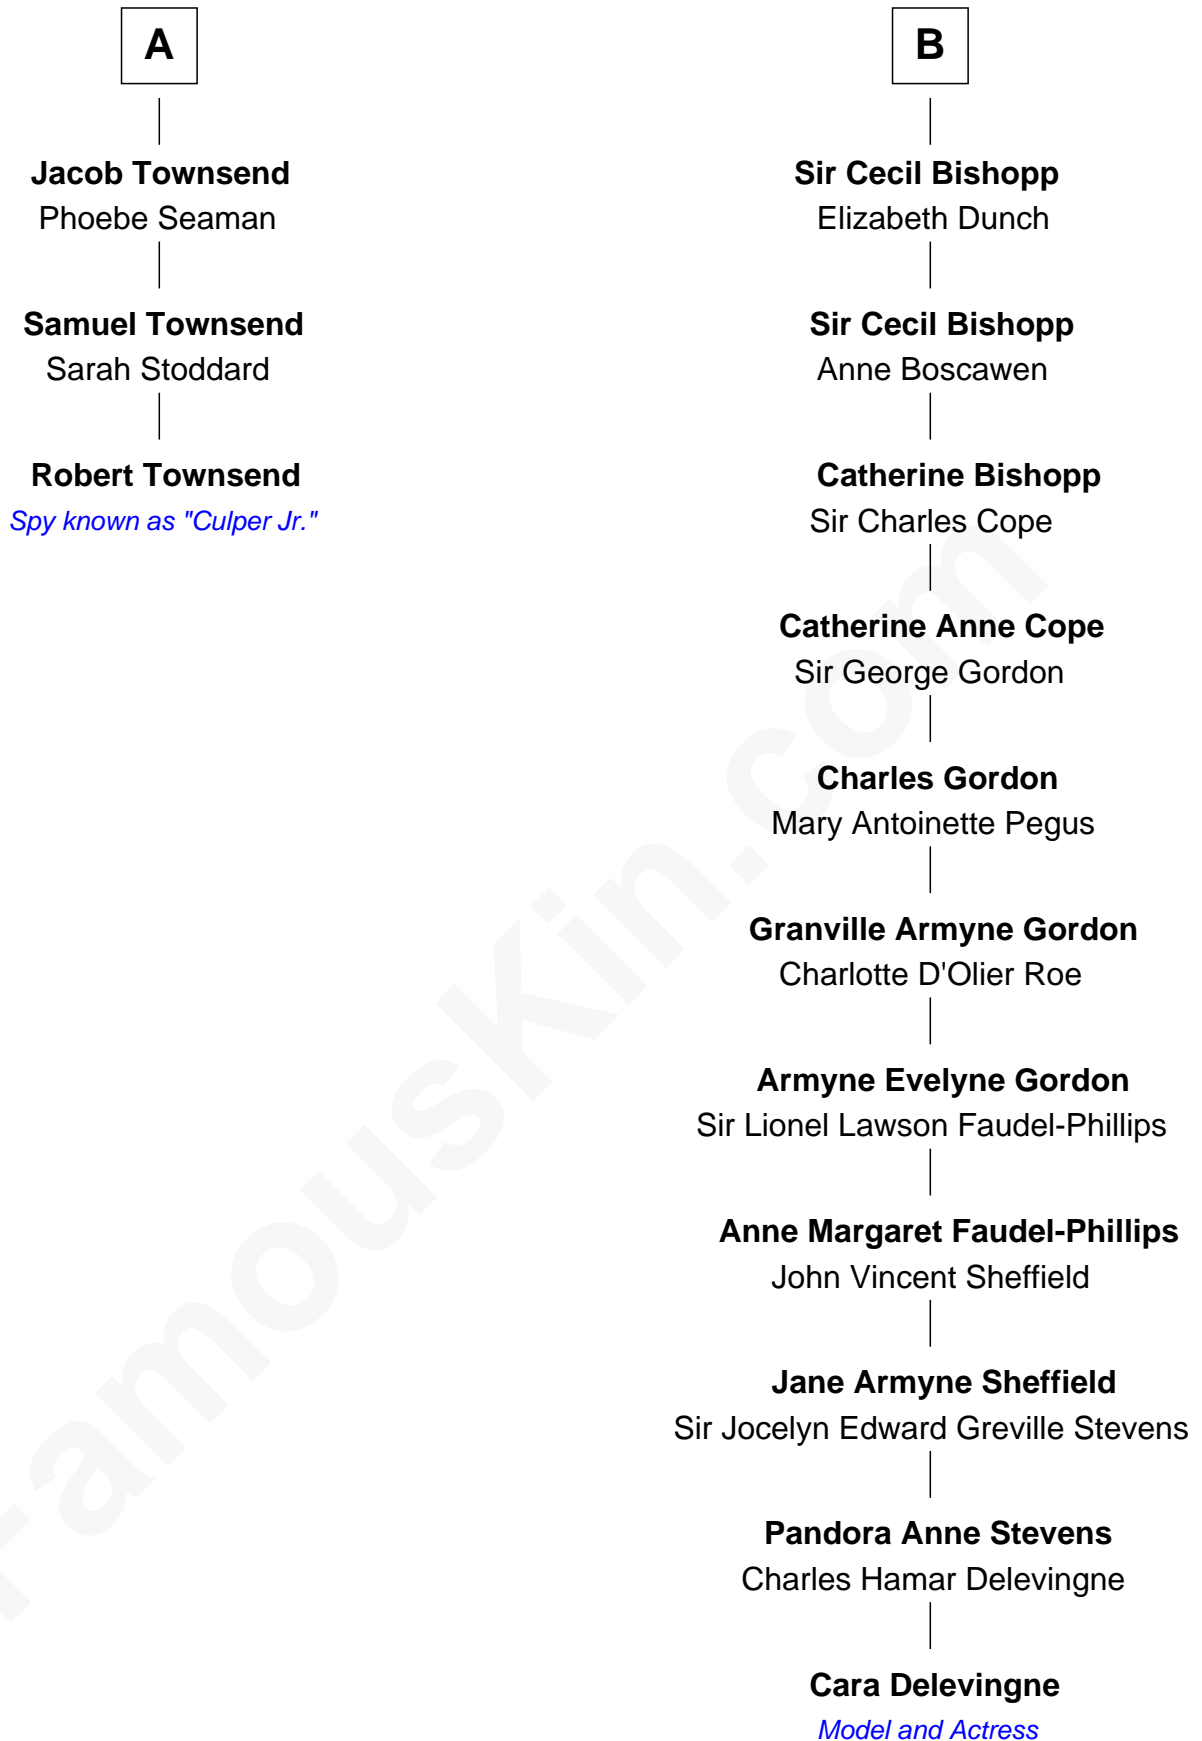 A
Jacob Townsend
Phoebe Seaman
Samuel Townsend
Sarah Stoddard
Robert Townsend
Spy known as "Culper Jr."
B
Sir Cecil Bishopp
Elizabeth Dunch
Sir Cecil Bishopp
Anne Boscawen
Catherine Bishopp
Sir Charles Cope
Catherine Anne Cope
Sir George Gordon
Charles Gordon
Mary Antoinette Pegus
Granville Armyne Gordon
Charlotte D'Olier Roe
Armyne Evelyne Gordon
Sir Lionel Lawson Faudel-Phillips
Anne Margaret Faudel-Phillips
John Vincent Sheffield
Jane Armyne Sheffield
Sir Jocelyn Edward Greville Stevens
Pandora Anne Stevens
Charles Hamar Delevingne
Cara Delevingne
Model and Actress
FamousKin.com